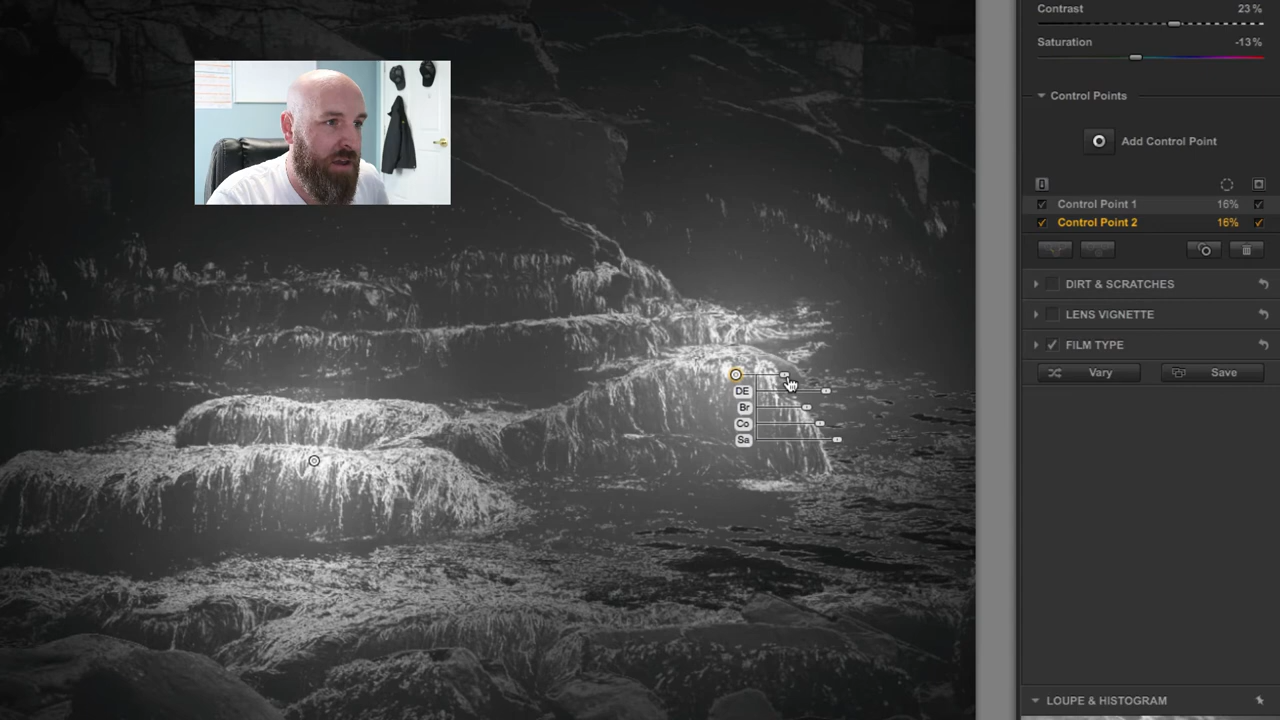 Contrast 23%
Saturation -13%
Control Points
Add Control Point
Control Point 1 16%
Control Point 2 16%
DIRT & SCRATCHES
LENS VIGNETTE
FILM TYPE
Vary Save
DE
Br
Co
Sa
LOUPE & HISTOGRAM